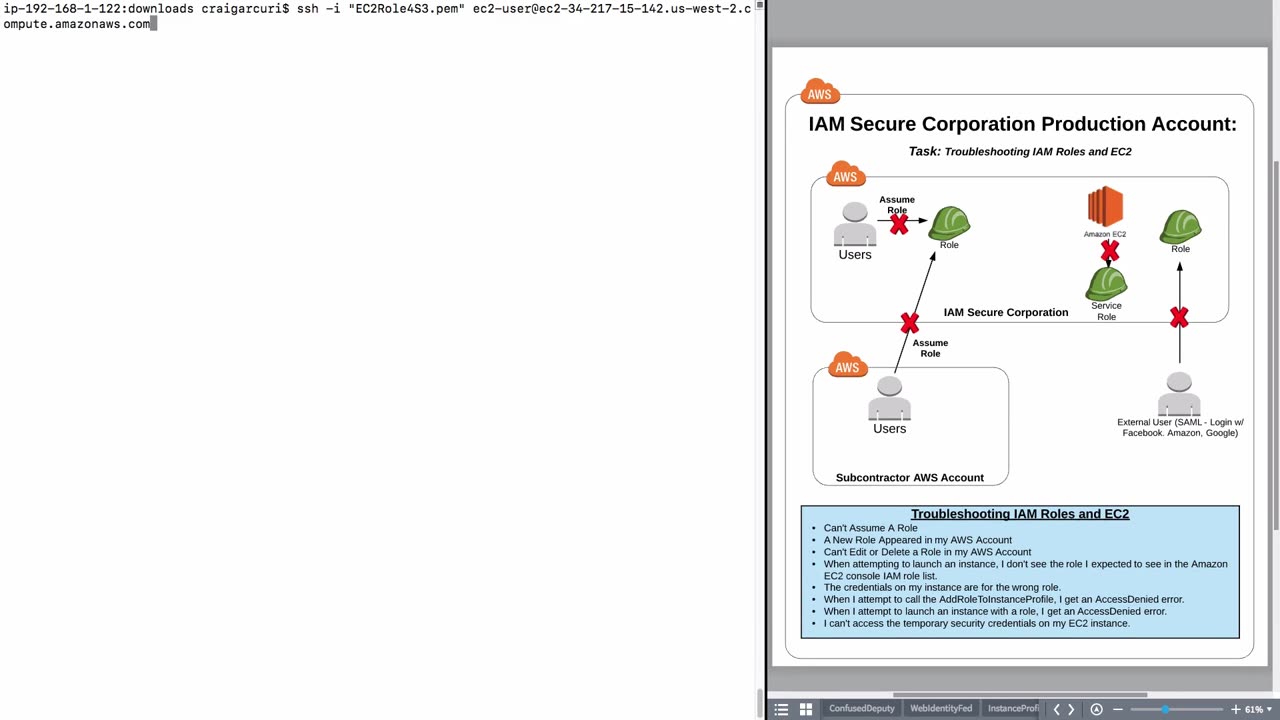 ip-192-168-1-122:downloads craigarcuri$ ssh -i "EC2Role4S3.pem" ec2-user@ec2-34-217-15-142.us-west-2.c
ompute.amazonaws.com
AWS
IAM Secure Corporation Production Account:
Task: Troubleshooting IAM Roles and EC2
AWS
Assume
Role
Users
Role
Amazon EC2
Service
Role
Role
IAM Secure Corporation
Assume
Role
AWS
Users
Subcontractor AWS Account
External User (SAML - Login w/
Facebook. Amazon, Google)
Troubleshooting IAM Roles and EC2
• Can't Assume A Role
• A New Role Appeared in my AWS Account
• Can't Edit or Delete a Role in my AWS Account
• When attempting to launch an instance, I don't see the role I expected to see in the Amazon
EC2 console IAM role list.
• The credentials on my instance are for the wrong role.
• When I attempt to call the AddRoleToInstanceProfile, I get an AccessDenied error.
• When I attempt to launch an instance with a role, I get an AccessDenied error.
• I can't access the temporary security credentials on my EC2 instance.
ConfusedDeputy
WebIdentityFed
InstanceProfi
61%